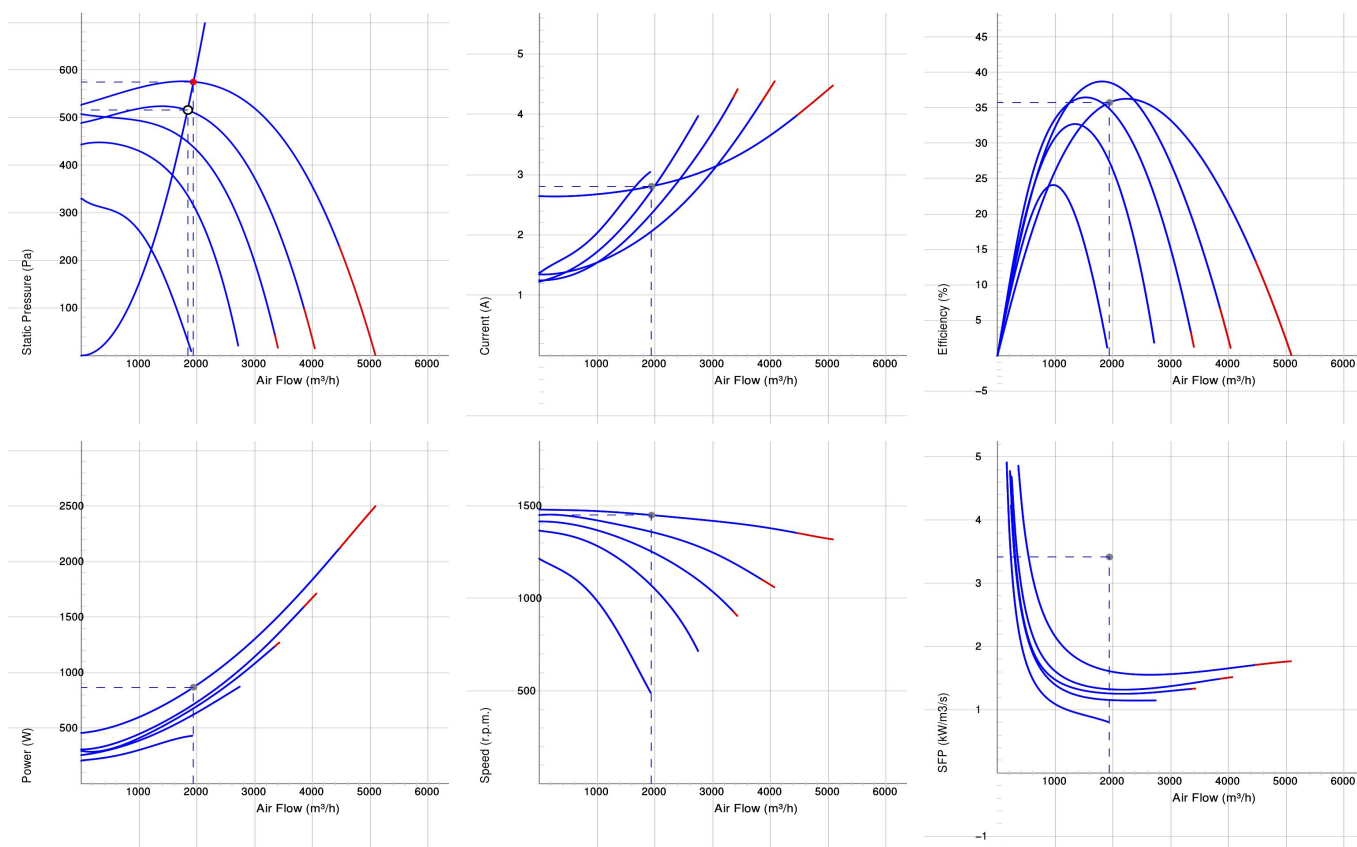 Static Pressure (Pa)
600
500
400
300
200
100
1000 2000 3000 4000 5000 6000
Air Flow (m³/h)
Current (A)
5
4
3
2
1
1000 2000 3000 4000 5000 6000
Air Flow (m³/h)
Efficiency (%)
45
40
35
30
25
20
15
10
5
−5
1000 2000 3000 4000 5000 6000
Air Flow (m³/h)
Power (W)
2500
2000
1500
1000
500
1000 2000 3000 4000 5000 6000
Air Flow (m³/h)
Speed (r.p.m.)
1500
1000
500
1000 2000 3000 4000 5000 6000
Air Flow (m³/h)
SFP (kW/m3/s)
5
4
3
2
1
−1
1000 2000 3000 4000 5000 6000
Air Flow (m³/h)